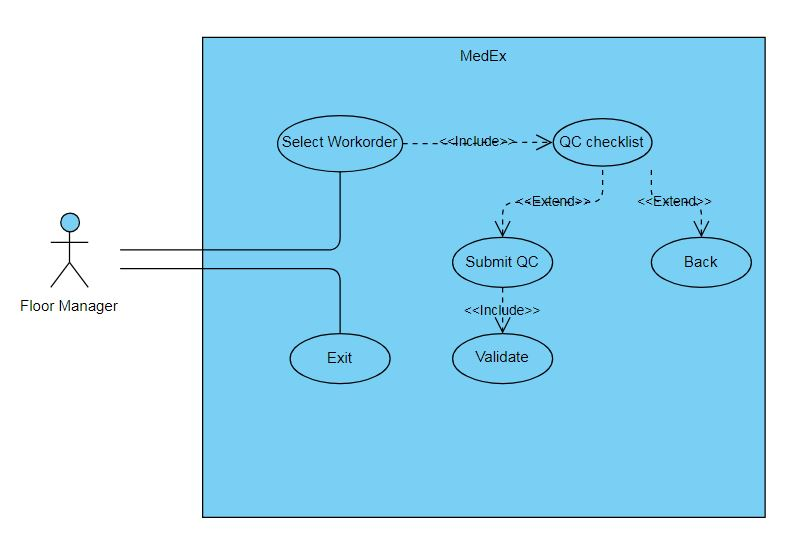 MedEx
Select Workorder
<<Include>>
QC checklist
<<Extend>>
<<Extend>>
Submit QC
Back
Floor Manager
<<Include>>
Exit
Validate